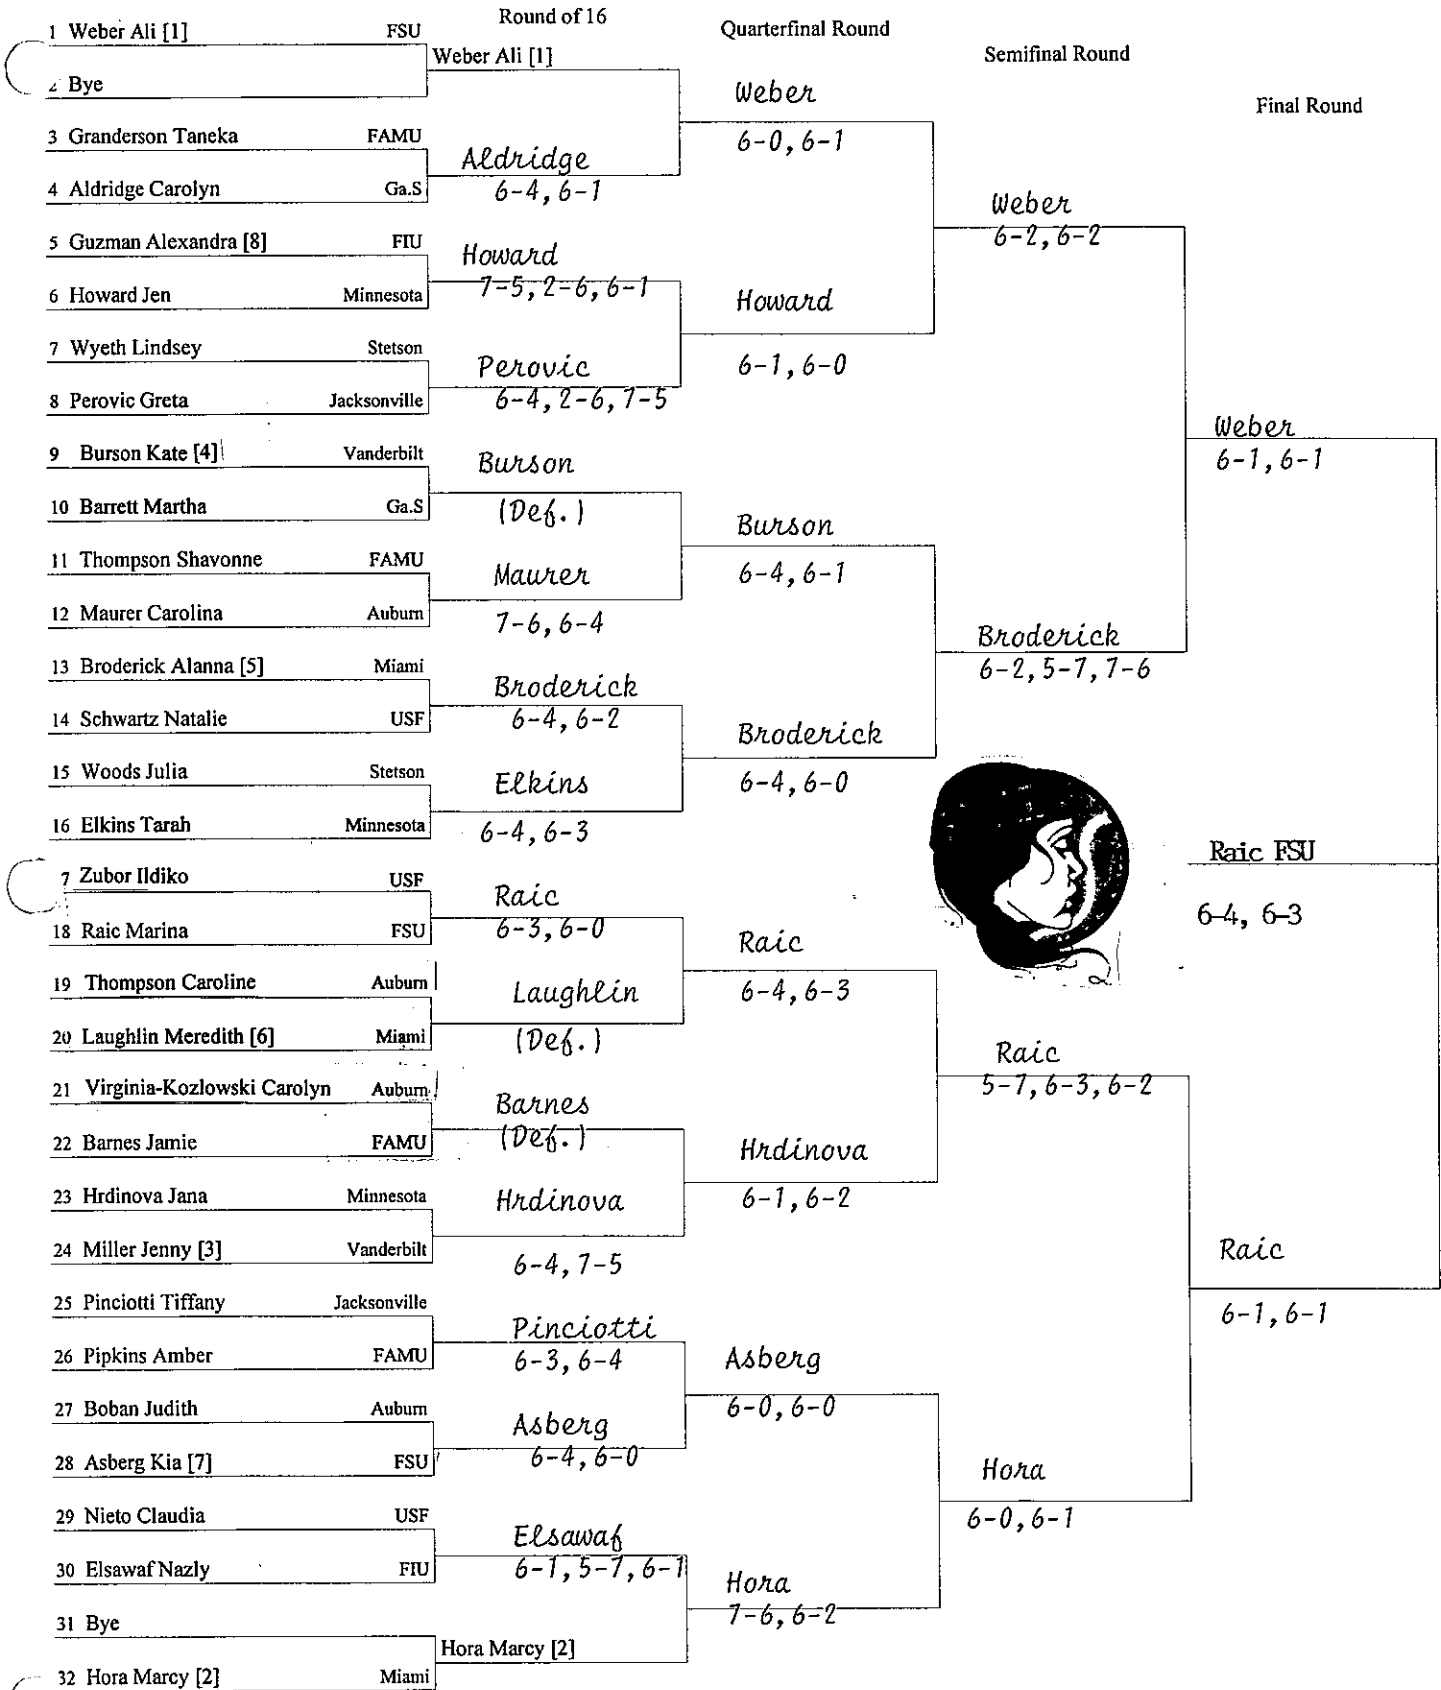 Round of 16
Quarterfinal Round
Semifinal Round
Final Round
1 Weber Ali [1] FSU
2 Bye
3 Granderson Taneka FAMU
4 Aldridge Carolyn Ga.S
5 Guzman Alexandra [8] FIU
6 Howard Jen Minnesota
7 Wyeth Lindsey Stetson
8 Perovic Greta Jacksonville
9 Burson Kate [4] Vanderbilt
10 Barrett Martha Ga.S
11 Thompson Shavonne FAMU
12 Maurer Carolina Auburn
13 Broderick Alanna [5] Miami
14 Schwartz Natalie USF
15 Woods Julia Stetson
16 Elkins Tarah Minnesota
7 Zubor Ildiko USF
18 Raic Marina FSU
19 Thompson Caroline Auburn
20 Laughlin Meredith [6] Miami
21 Virginia-Kozlowski Carolyn Auburn
22 Barnes Jamie FAMU
23 Hrdinova Jana Minnesota
24 Miller Jenny [3] Vanderbilt
25 Pinciotti Tiffany Jacksonville
26 Pipkins Amber FAMU
27 Boban Judith Auburn
28 Asberg Kia [7] FSU
29 Nieto Claudia USF
30 Elsawaf Nazly FIU
31 Bye
32 Hora Marcy [2] Miami
Weber Ali [1]
Aldridge
6-4, 6-1
Howard
7-5, 2-6, 6-1
Perovic
6-4, 2-6, 7-5
Burson
(Def.)
Maurer
7-6, 6-4
Broderick
6-4, 6-2
Elkins
6-4, 6-3
Raic
6-3, 6-0
Laughlin
(Def.)
Barnes
(Def.)
Hrdinova
6-4, 7-5
Pinciotti
6-3, 6-4
Asberg
6-4, 6-0
Elsawaf
6-1, 5-7, 6-1
Hora Marcy [2]
Weber
6-0, 6-1
Howard
6-1, 6-0
Burson
6-4, 6-1
Broderick
6-4, 6-0
Raic
6-4, 6-3
Hrdinova
6-1, 6-2
Asberg
6-0, 6-0
Hora
7-6, 6-2
Weber
6-2, 6-2
Broderick
6-2, 5-7, 7-6
Raic
5-7, 6-3, 6-2
Hora
6-0, 6-1
Weber
6-1, 6-1
Raic
6-1, 6-1
Raic FSU
6-4, 6-3